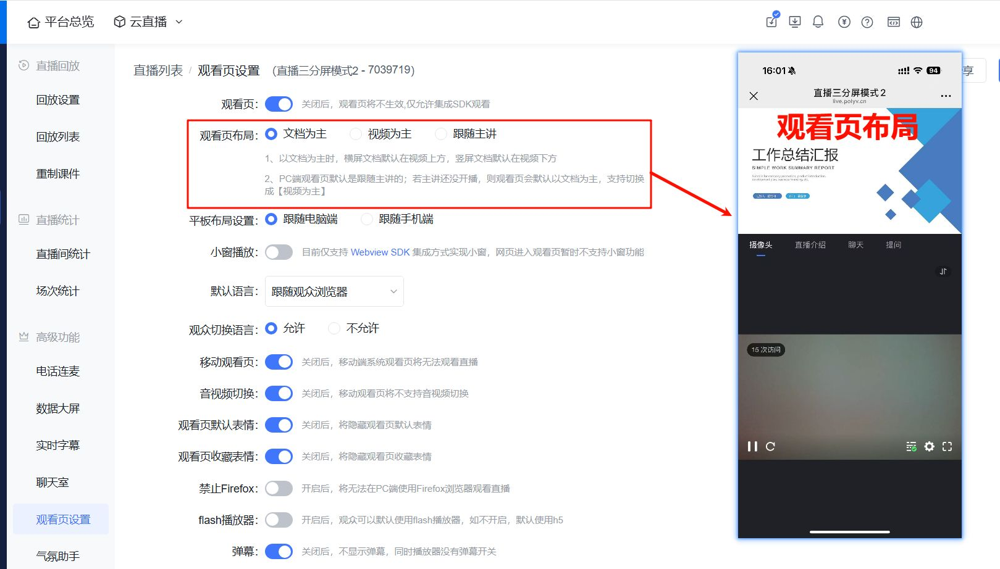 平台总览
云直播
直播回放
回放设置
回放列表
重制课件
直播统计
直播间统计
场次统计
高级功能
电话连麦
数据大屏
实时字幕
聊天室
观看页设置
气氛助手
直播列表 / 观看页设置 (直播三分屏模式2 - 7039719)
享
观看页: 关闭后，观看页将不生效,仅允许集成SDK观看
观看页布局: 文档为主 视频为主 跟随主讲
1、以文档为主时，横屏文档默认在视频上方，竖屏文档默认在视频下方
2、PC端观看页默认是跟随主讲的；若主讲还没开播，则观看页会默认以文档为主，支持切换
成【视频为主】
平板布局设置: 跟随电脑端 跟随手机端
小窗播放: 目前仅支持 Webview SDK 集成方式实现小窗，网页进入观看页暂时不支持小窗功能
默认语言: 跟随观众浏览器
观众切换语言: 允许 不允许
移动观看页: 关闭后，移动端系统观看页将无法观看直播
音视频切换: 关闭后，移动观看页将不支持音视频切换
观看页默认表情: 关闭后，将隐藏观看页默认表情
观看页收藏表情: 关闭后，将隐藏观看页收藏表情
禁止Firefox: 开启后，将无法在PC端使用Firefox浏览器观看直播
flash播放器: 开启后，观众可以默认使用flash播放器，如不开启，默认使用h5
弹幕: 关闭后，不显示弹幕，同时播放器没有弹幕开关
16:01
94
直播三分屏模式 2
live.polyv.cn
观看页布局
工作总结汇报
SIMPLE WORK SUMMARY REPORT
Suitable for company promotion, product introduction,
development plan, business financing, etc.
摄像头 直播介绍 聊天 提问
15 次访问